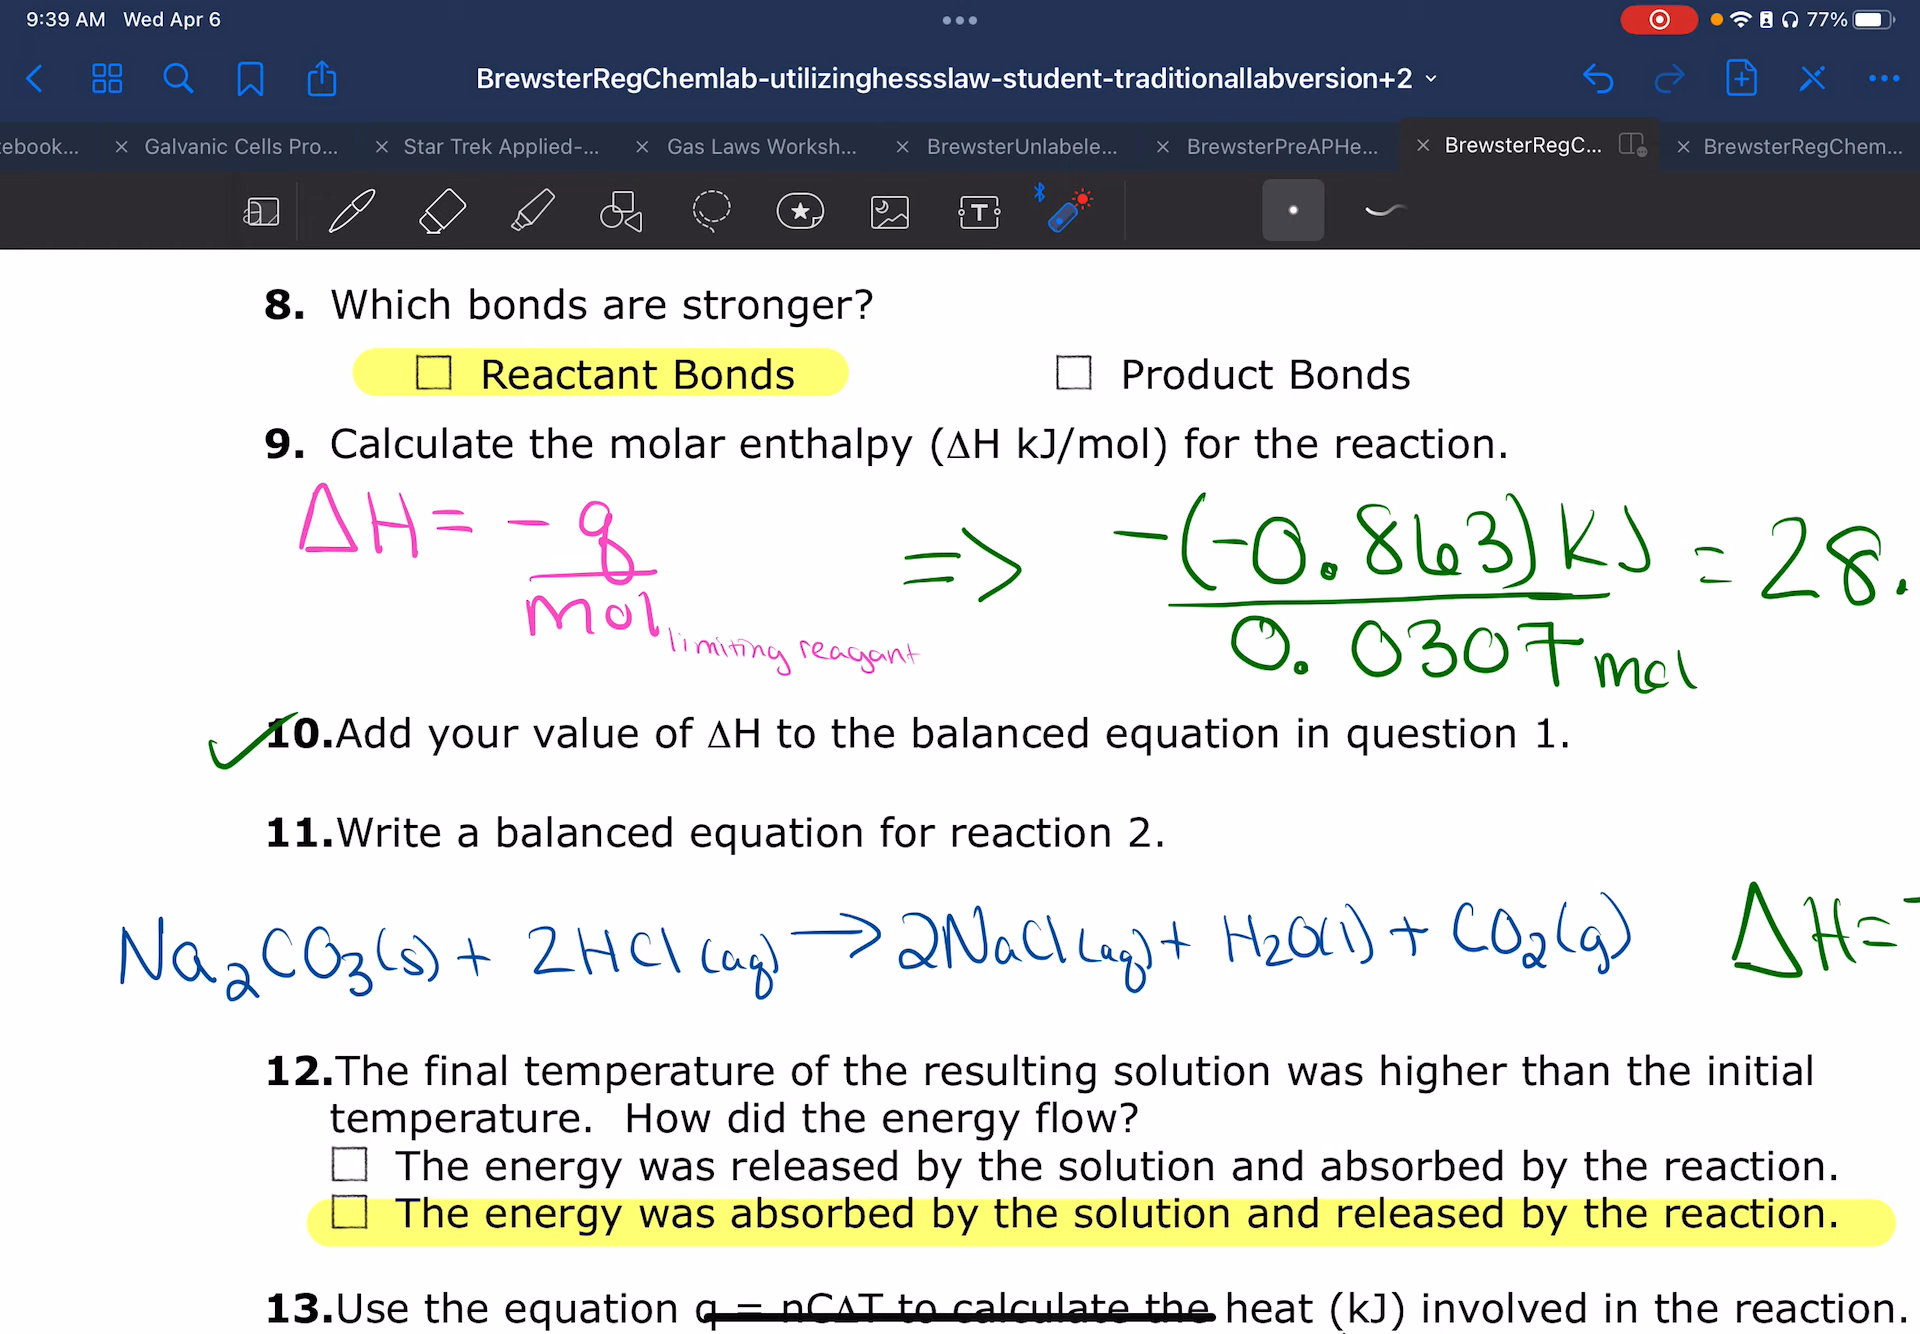 9:39 AM Wed Apr 6
77%
BrewsterRegChemlab-utilizinghessslaw-student-traditionallabversion+2
ebook... × Galvanic Cells Pro... × Star Trek Applied-... × Gas Laws Worksh... × BrewsterUnlabele... × BrewsterPreAPHe... × BrewsterRegC... × BrewsterRegChem...
8. Which bonds are stronger?
☐ Reactant Bonds ☐ Product Bonds
9. Calculate the molar enthalpy (ΔH kJ/mol) for the reaction.
ΔH = -q / mol limiting reagant => -(-0.863) kJ / 0.0307 mol = 28.
10.Add your value of ΔH to the balanced equation in question 1.
11.Write a balanced equation for reaction 2.
Na₂CO₃(s) + 2HCl(aq) → 2NaCl(aq) + H₂O(l) + CO₂(g) ΔH = -
12.The final temperature of the resulting solution was higher than the initial
temperature. How did the energy flow?
☐ The energy was released by the solution and absorbed by the reaction.
☐ The energy was absorbed by the solution and released by the reaction.
13.Use the equation q = nCΔT to calculate the heat (kJ) involved in the reaction.